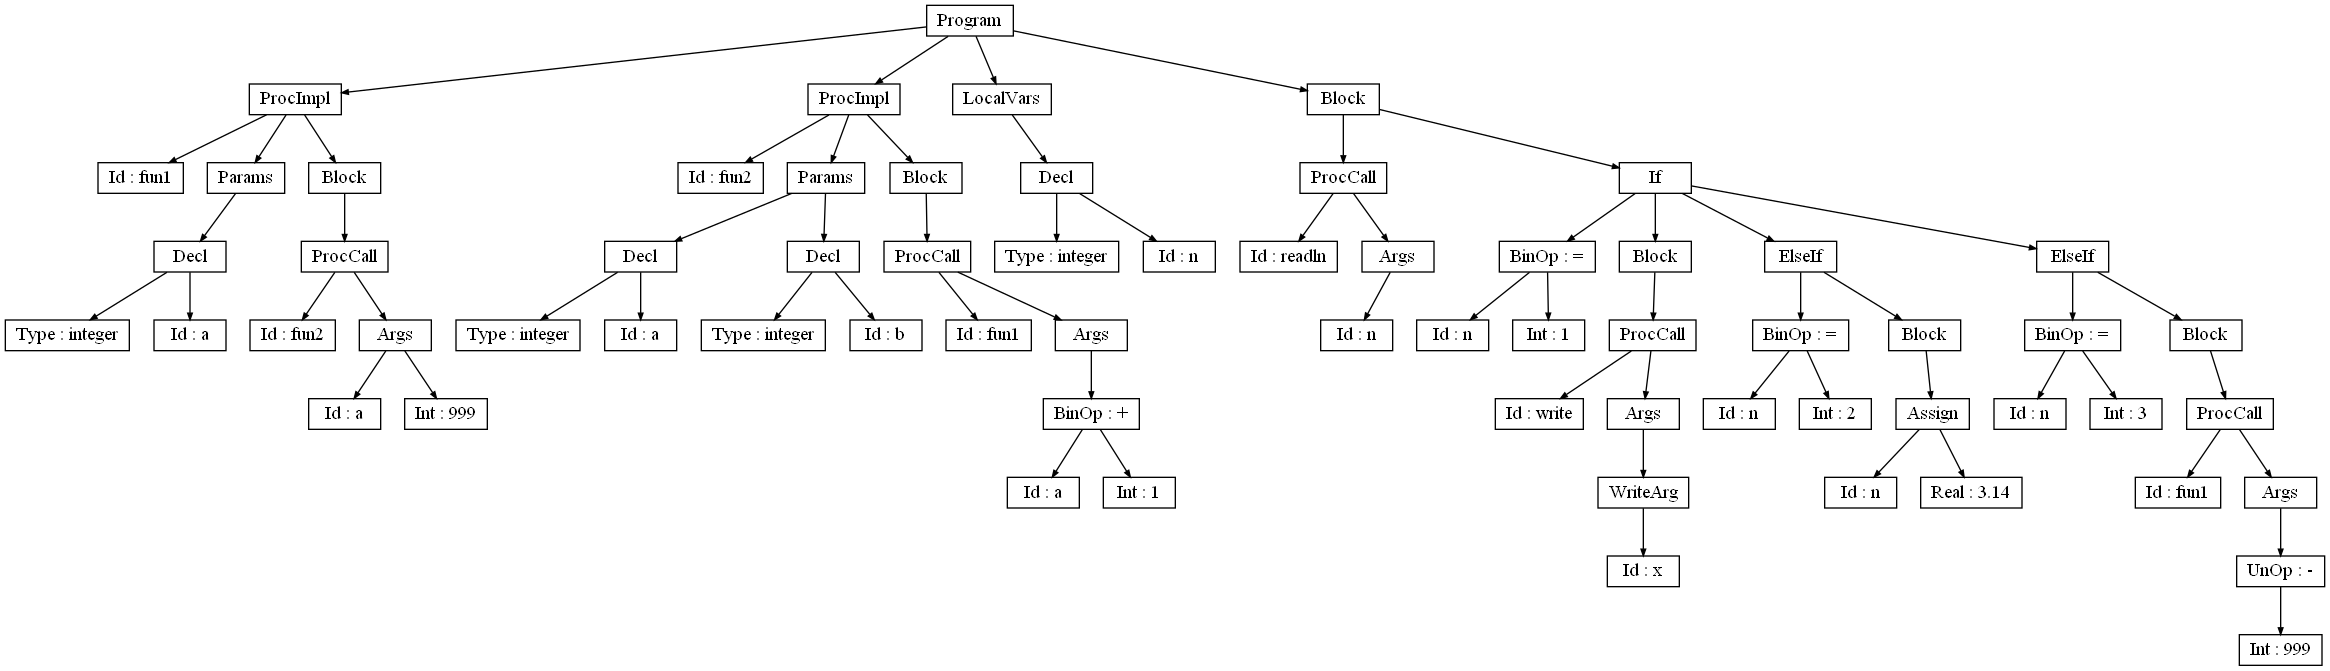 Program
ProcImpl ProcImpl LocalVars Block
Id : fun1 Params Block Id : fun2 Params Block Decl ProcCall If
Decl ProcCall Decl Decl ProcCall Type : integer Id : n Id : readln Args BinOp : = Block ElseIf ElseIf
Type : integer Id : a Id : fun2 Args Type : integer Id : a Type : integer Id : b Id : fun1 Args Id : n Id : n Int : 1 ProcCall BinOp : = Block BinOp : = Block
Id : a Int : 999 BinOp : + Id : write Args Id : n Int : 2 Assign Id : n Int : 3 ProcCall
Id : a Int : 1 WriteArg Id : n Real : 3.14 Id : fun1 Args
Id : x UnOp : -
Int : 999